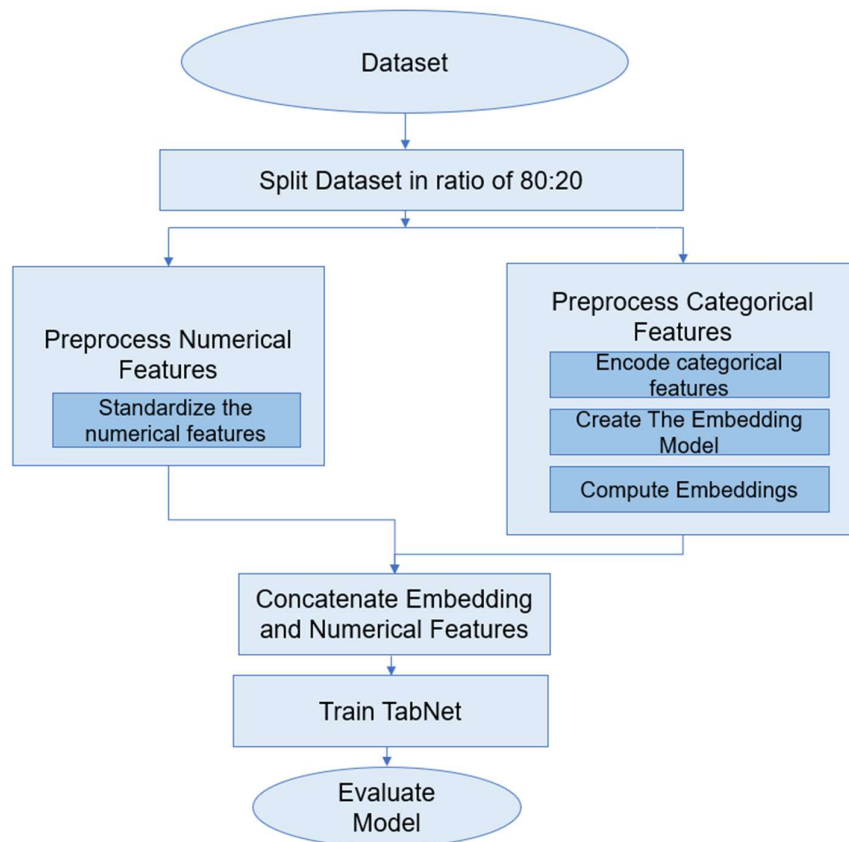 Dataset
Split Dataset in ratio of 80:20
Preprocess Numerical
Features
Standardize the
numerical features
Preprocess Categorical
Features
Encode categorical
features
Create The Embedding
Model
Compute Embeddings
Concatenate Embedding
and Numerical Features
Train TabNet
Evaluate
Model